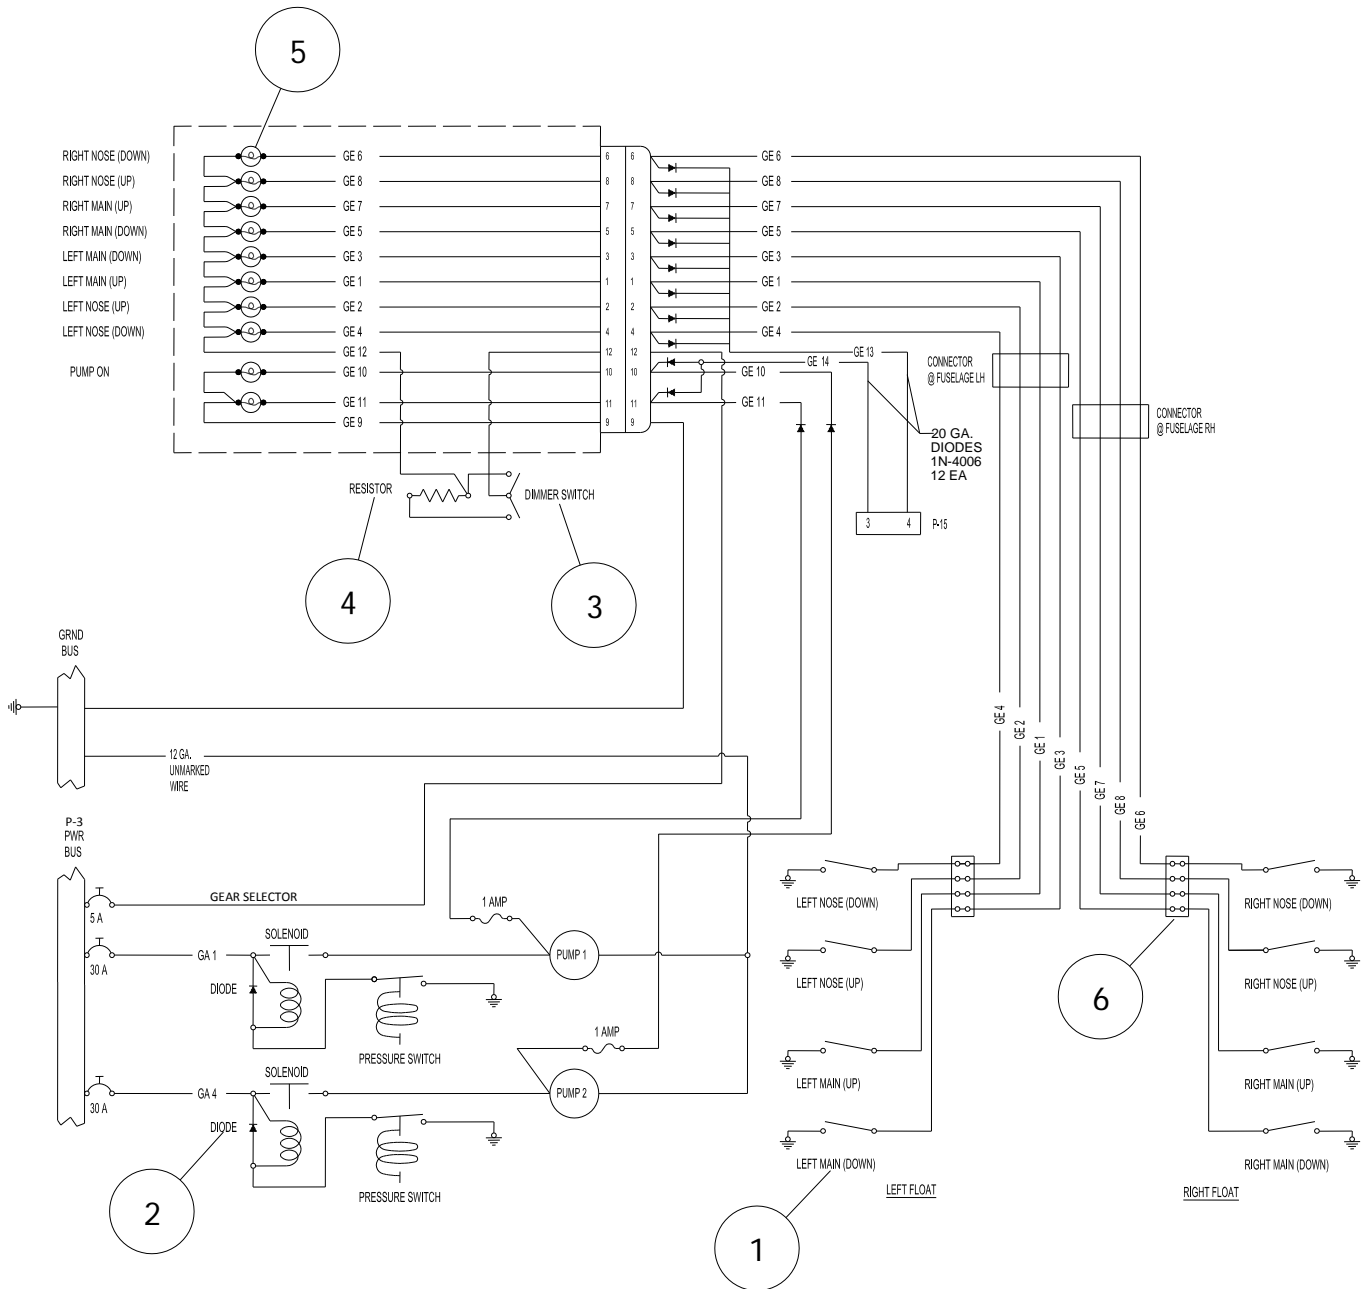 5
RIGHT NOSE (DOWN)
GE 6
6
6
GE 6
RIGHT NOSE (UP)
GE 8
8
8
GE 8
RIGHT MAIN (UP)
GE 7
7
7
GE 7
RIGHT MAIN (DOWN)
GE 5
5
5
GE 5
LEFT MAIN (DOWN)
GE 3
3
3
GE 3
LEFT MAIN (UP)
GE 1
1
1
GE 1
LEFT NOSE (UP)
GE 2
2
2
GE 2
LEFT NOSE (DOWN)
GE 4
4
4
GE 4
GE 12
12
12
GE 13
PUMP ON
GE 10
10
10
GE 14
GE 10
GE 11
11
11
GE 11
GE 9
9
9
CONNECTOR
@ FUSELAGE LH
CONNECTOR
@ FUSELAGE RH
20 GA.
DIODES
1N-4006
12 EA
RESISTOR
DIMMER SWITCH
3
4
P-15
4
3
GRND
BUS
12 GA.
UNMARKED
WIRE
GE 4
GE 2
GE 1
GE 3
GE 5
GE 7
GE 8
GE 6
P-3
PWR
BUS
5 A
GEAR SELECTOR
30 A
GA 1
SOLENOID
DIODE
PRESSURE SWITCH
1 AMP
PUMP 1
30 A
GA 4
SOLENOID
DIODE
PRESSURE SWITCH
1 AMP
PUMP 2
2
LEFT NOSE (DOWN)
LEFT NOSE (UP)
LEFT MAIN (UP)
LEFT MAIN (DOWN)
LEFT FLOAT
1
6
RIGHT NOSE (DOWN)
RIGHT NOSE (UP)
RIGHT MAIN (UP)
RIGHT MAIN (DOWN)
RIGHT FLOAT